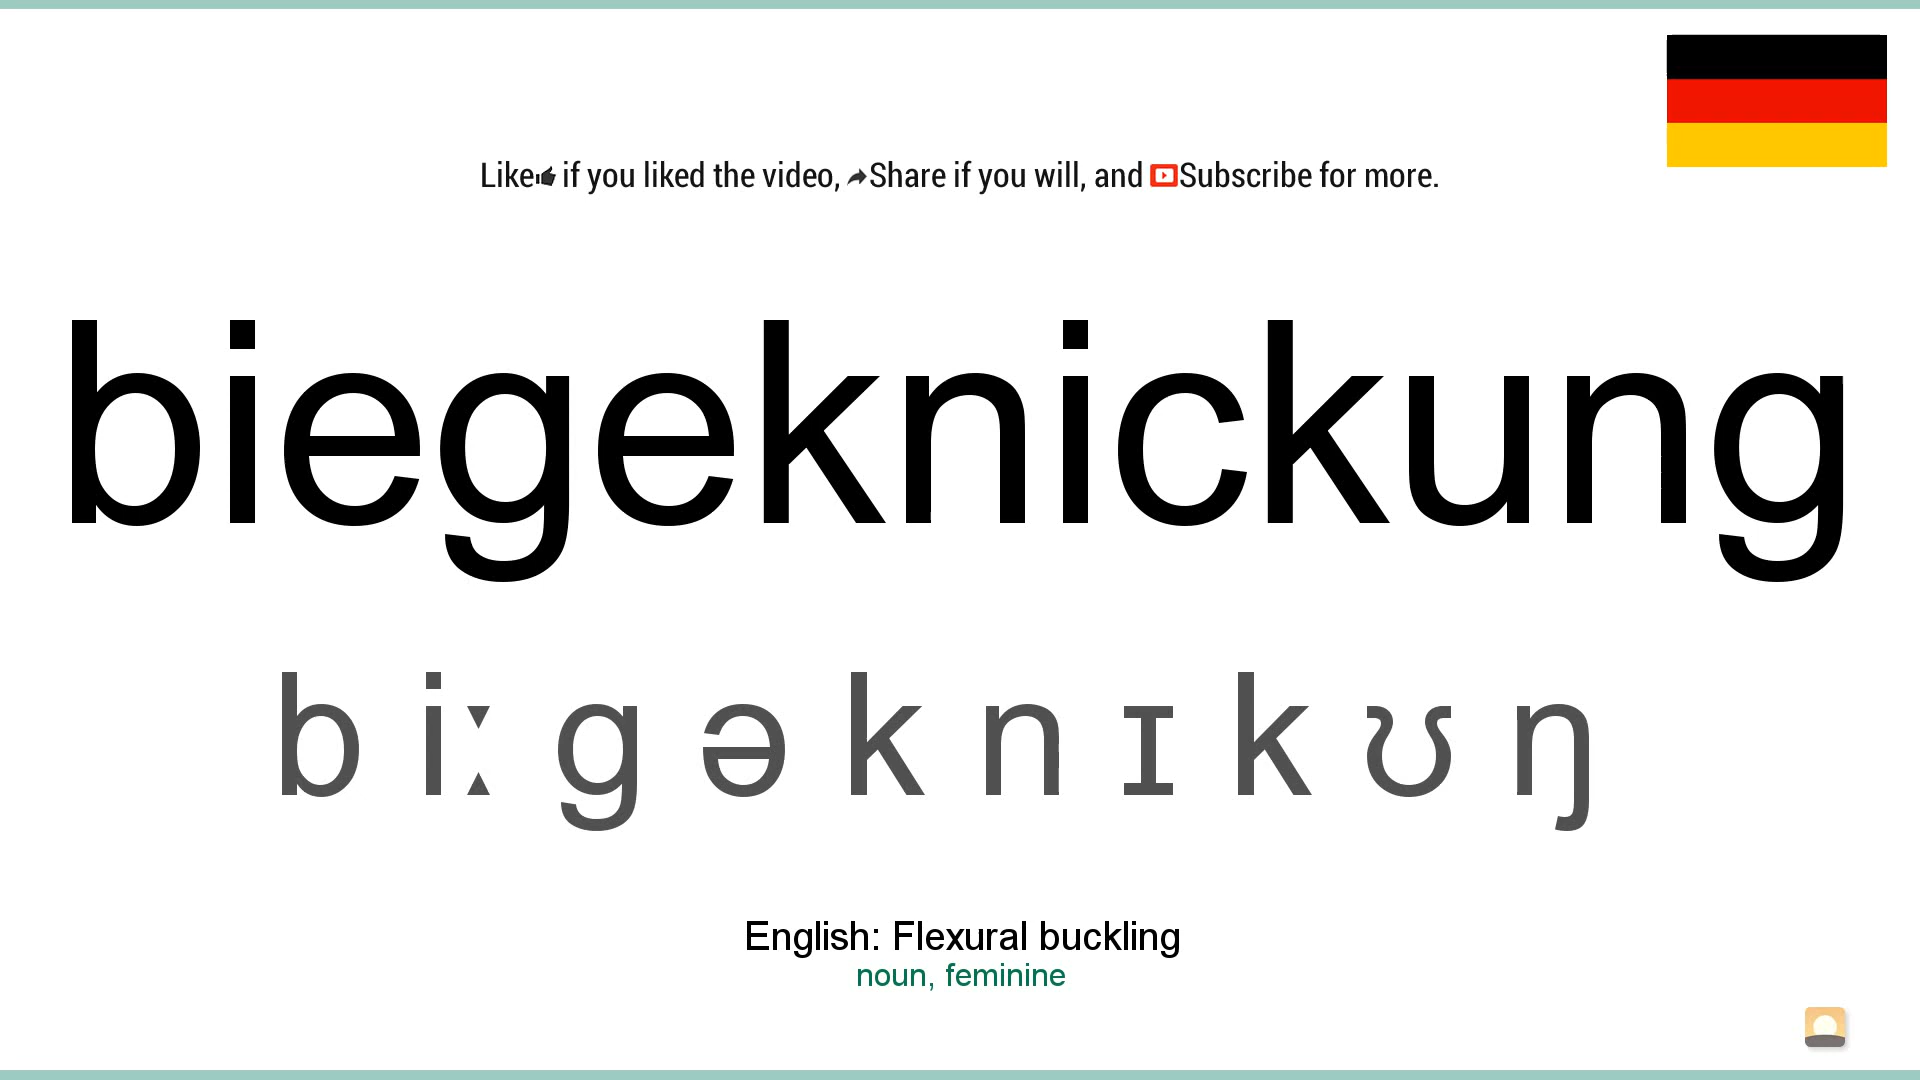 Like if you liked the video, Share if you will, and Subscribe for more.
biegeknickung
b iː g ə k n ɪ k ʊ ŋ
English: Flexural buckling
noun, feminine